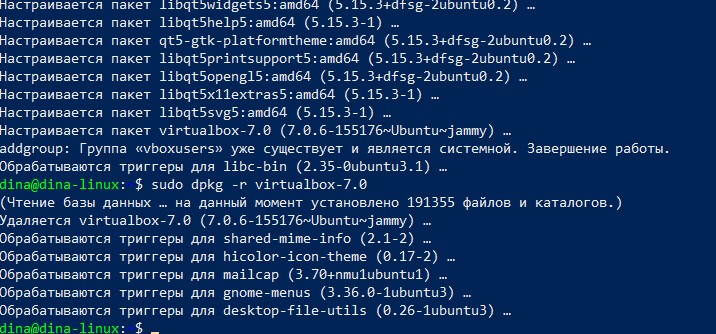 Настраивается пакет libqt5widgets5:amd64 (5.15.3+dfsg-2ubuntu0.2) …
Настраивается пакет libqt5help5:amd64 (5.15.3-1) …
Настраивается пакет qt5-gtk-platformtheme:amd64 (5.15.3+dfsg-2ubuntu0.2) …
Настраивается пакет libqt5printsupport5:amd64 (5.15.3+dfsg-2ubuntu0.2) …
Настраивается пакет libqt5opengl5:amd64 (5.15.3+dfsg-2ubuntu0.2) …
Настраивается пакет libqt5x11extras5:amd64 (5.15.3-1) …
Настраивается пакет libqt5svg5:amd64 (5.15.3-1) …
Настраивается пакет virtualbox-7.0 (7.0.6-155176~Ubuntu~jammy) …
addgroup: Группа «vboxusers» уже существует и является системной. Завершение работы.
Обрабатываются триггеры для libc-bin (2.35-0ubuntu3.1) …
dina@dina-linux:~$ sudo dpkg -r virtualbox-7.0
(Чтение базы данных … на данный момент установлено 191355 файлов и каталогов.)
Удаляется virtualbox-7.0 (7.0.6-155176~Ubuntu~jammy) …
Обрабатываются триггеры для shared-mime-info (2.1-2) …
Обрабатываются триггеры для hicolor-icon-theme (0.17-2) …
Обрабатываются триггеры для mailcap (3.70+nmu1ubuntu1) …
Обрабатываются триггеры для gnome-menus (3.36.0-1ubuntu3) …
Обрабатываются триггеры для desktop-file-utils (0.26-1ubuntu3) …
dina@dina-linux:~$